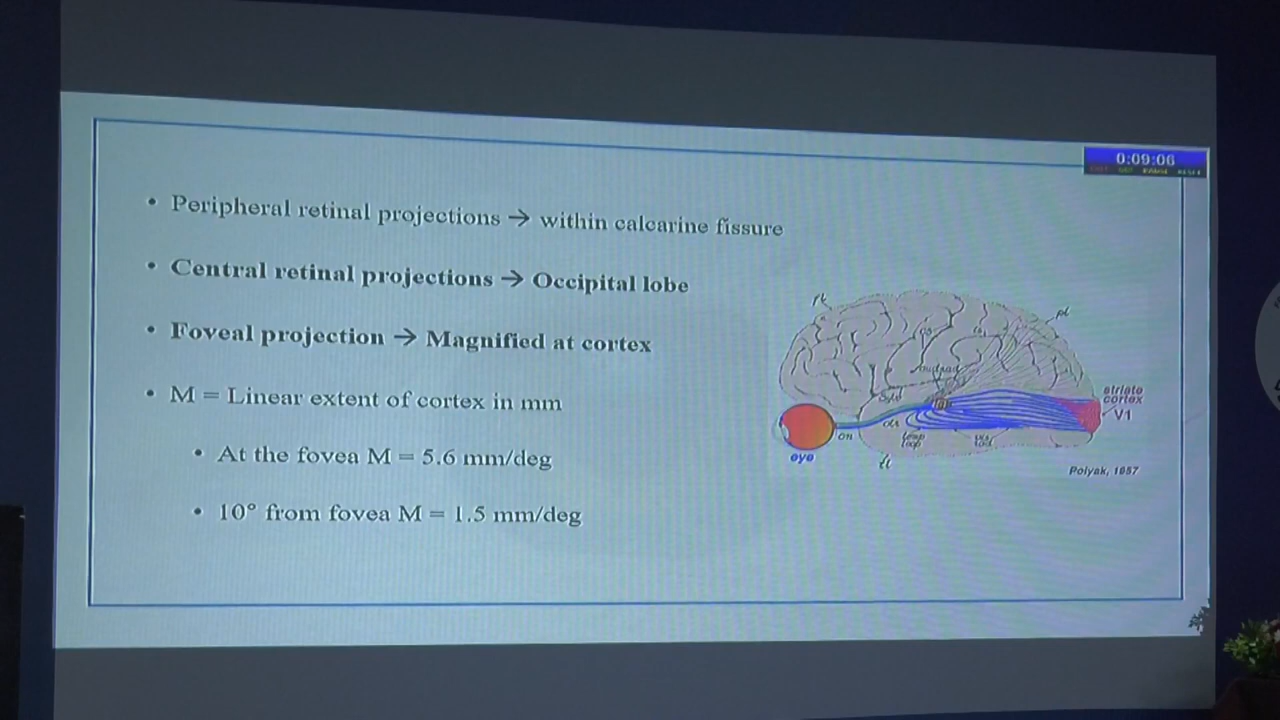 0:09:06
• Peripheral retinal projections → within calcarine fissure
• Central retinal projections → Occipital lobe
• Foveal projection → Magnified at cortex
• M = Linear extent of cortex in mm
• At the fovea M = 5.6 mm/deg
• 10° from fovea M = 1.5 mm/deg
striate
cortex
V1
on
loop
eye
Polyak, 1957